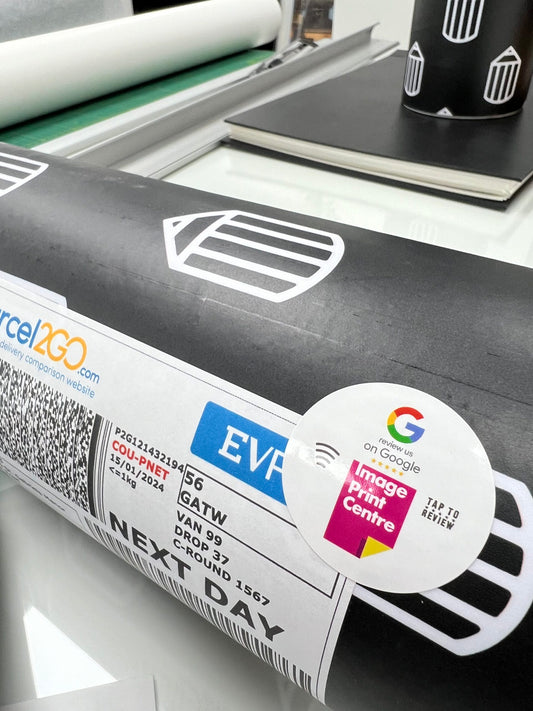 rcel2GO.com
delivery comparison website
EVR
P2G121432194
COU-PNET
15/01/2024
<=1kg
56
GATW
VAN 99
DROP 37
C-ROUND 1567
NEXT DAY
G
review us
on Google
Image
Print
Centre
TAP TO
REVIEW